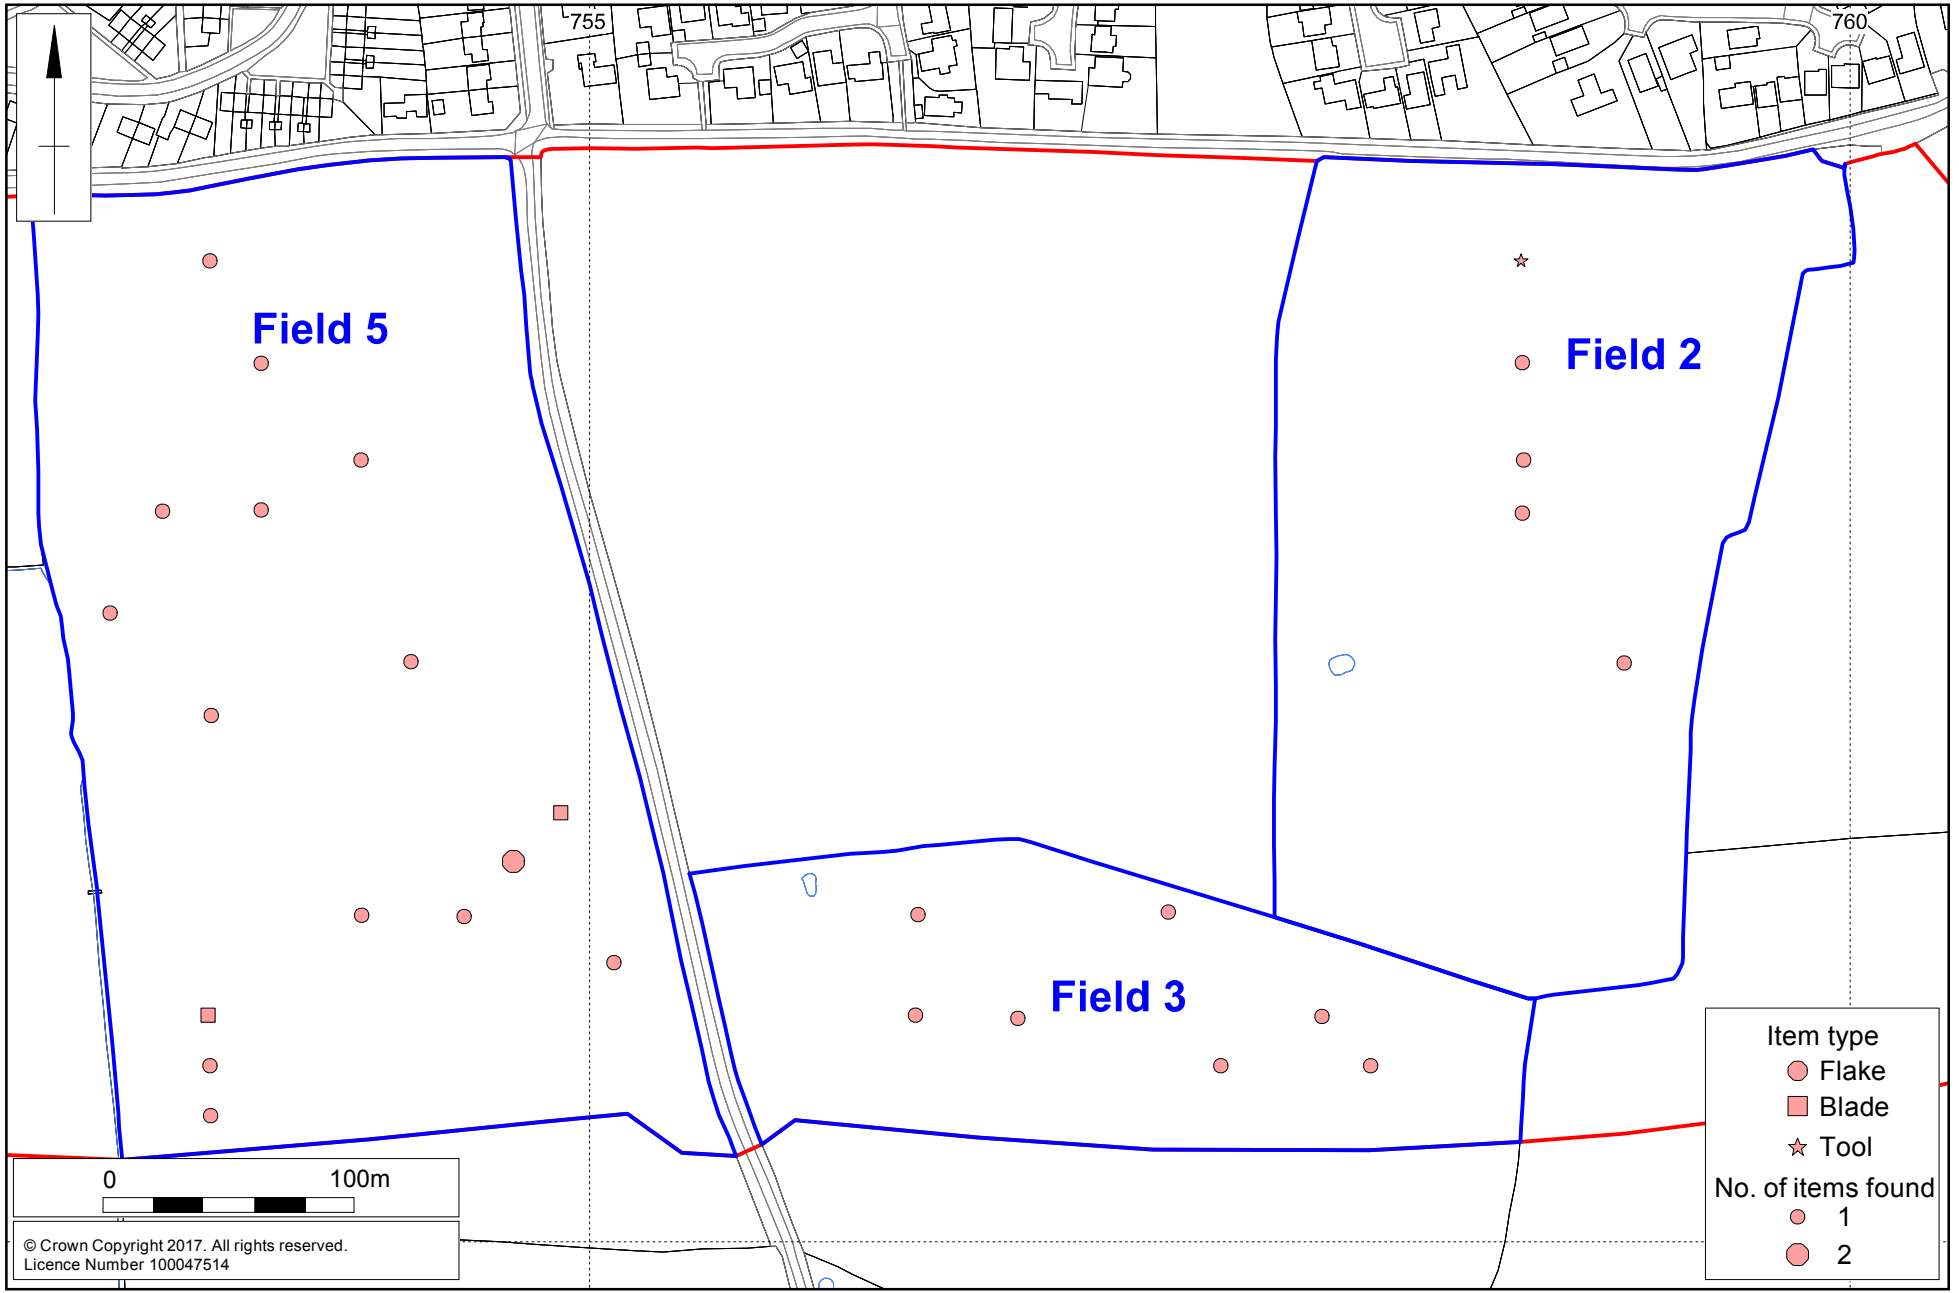 755
760
Field 5
Field 2
Field 3
Item type
Flake
Blade
Tool
No. of items found
1
2
0 100m
© Crown Copyright 2017. All rights reserved.
Licence Number 100047514